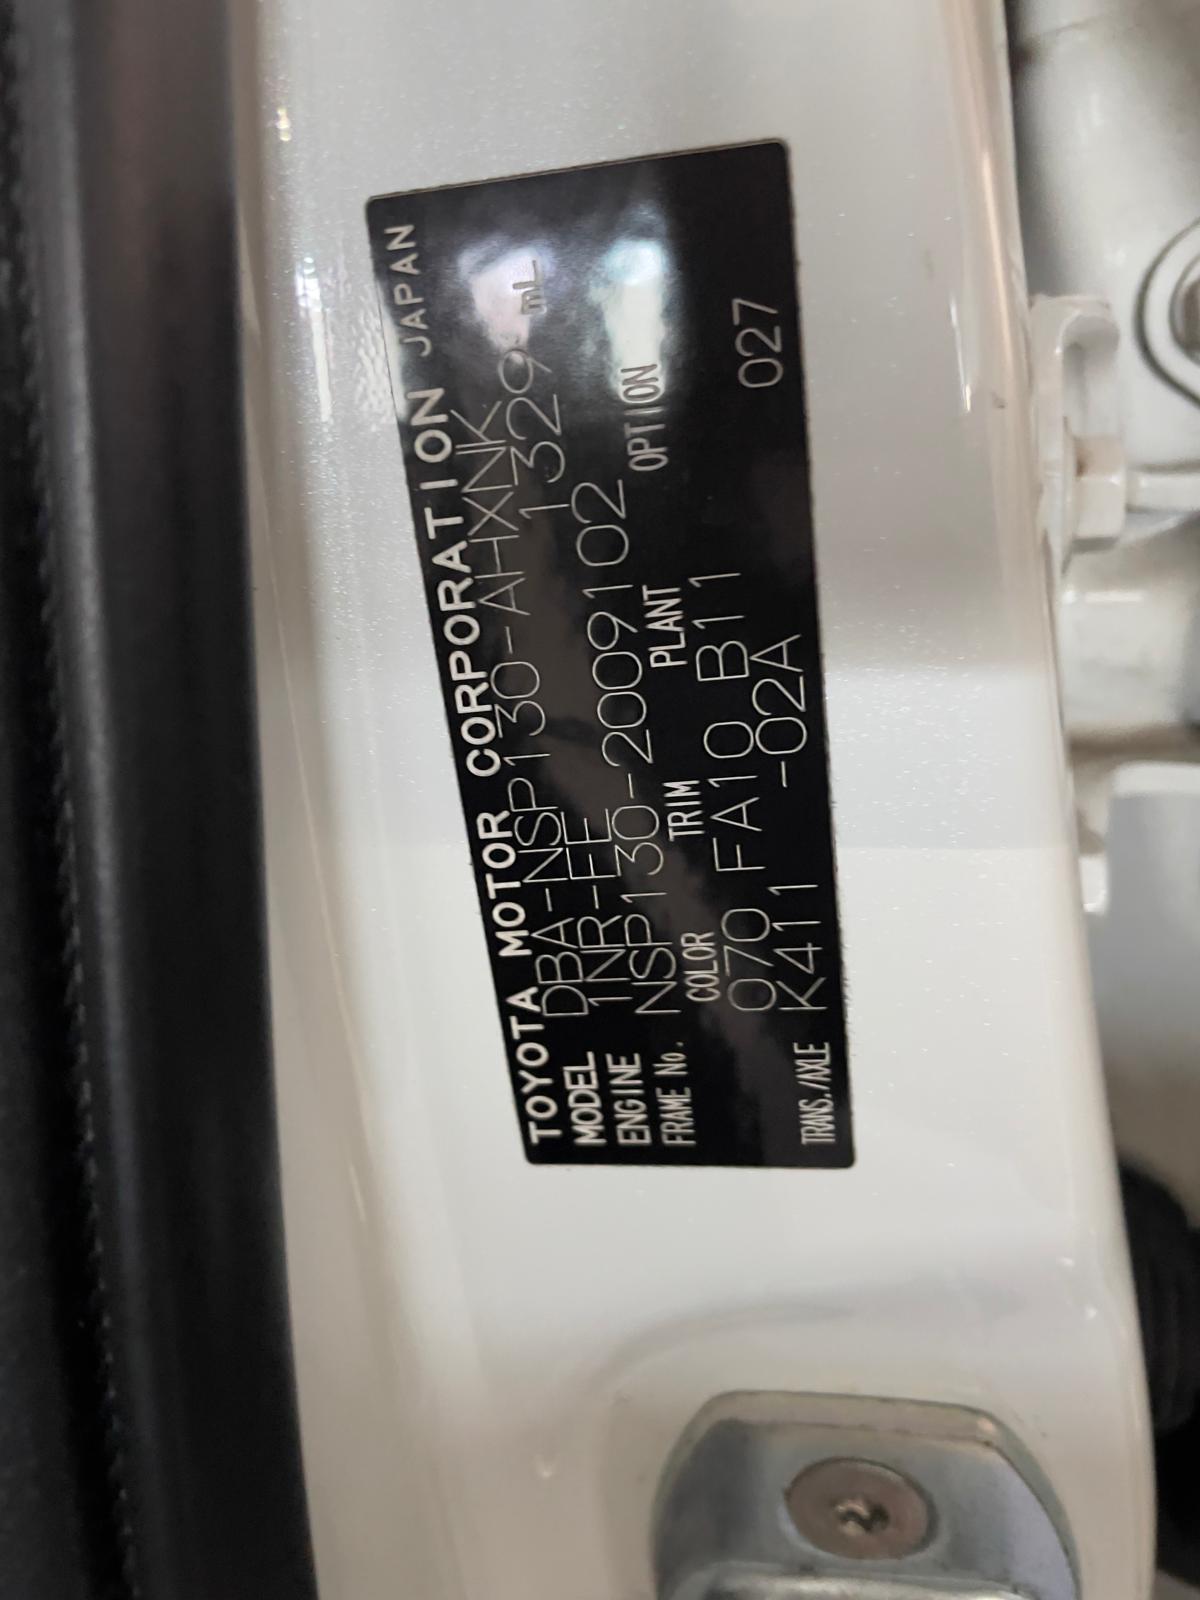 TOYOTA MOTOR CORPORATION JAPAN
MODEL DBA-NSP130-AHXNK
ENGINE 1NR-FE 1329 mL
FRAME No. NSP130-2009102
COLOR TRIM PLANT OPTION
070 FA10 B11
TRANS./AXLE K411 -02A 027